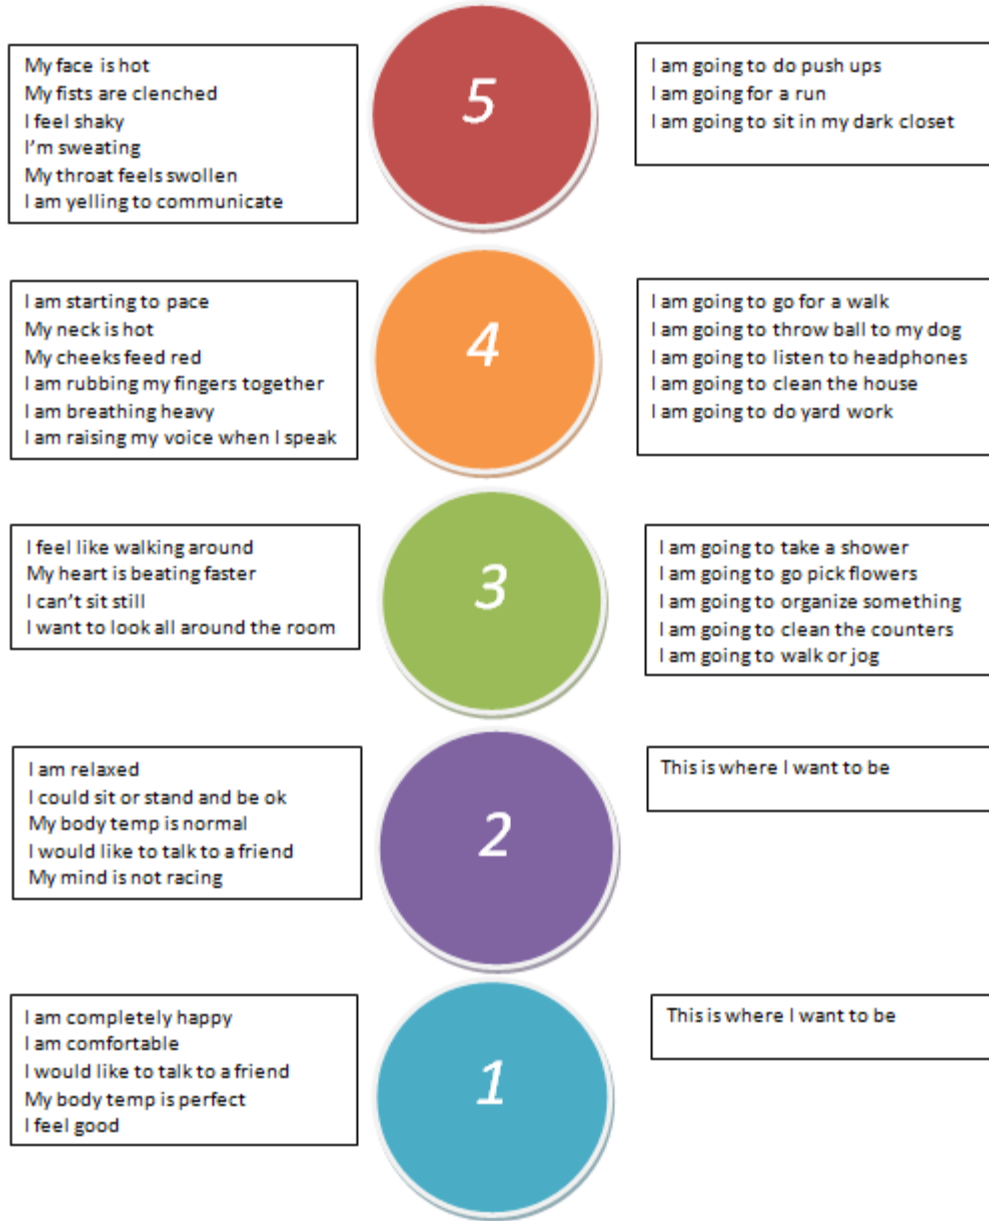 My face is hot
My fists are clenched
I feel shaky
I'm sweating
My throat feels swollen
I am yelling to communicate
5
I am going to do push ups
I am going for a run
I am going to sit in my dark closet
I am starting to pace
My neck is hot
My cheeks feed red
I am rubbing my fingers together
I am breathing heavy
I am raising my voice when I speak
4
I am going to go for a walk
I am going to throw ball to my dog
I am going to listen to headphones
I am going to clean the house
I am going to do yard work
I feel like walking around
My heart is beating faster
I can't sit still
I want to look all around the room
3
I am going to take a shower
I am going to go pick flowers
I am going to organize something
I am going to clean the counters
I am going to walk or jog
I am relaxed
I could sit or stand and be ok
My body temp is normal
I would like to talk to a friend
My mind is not racing
2
This is where I want to be
I am completely happy
I am comfortable
I would like to talk to a friend
My body temp is perfect
I feel good
1
This is where I want to be